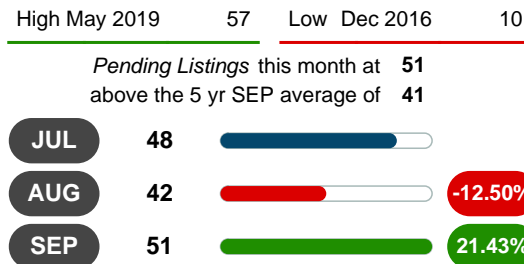 High May 2019 57 Low Dec 2016 10
Pending Listings this month at 51
above the 5 yr SEP average of 41
JUL 48
AUG 42 -12.50%
SEP 51 21.43%